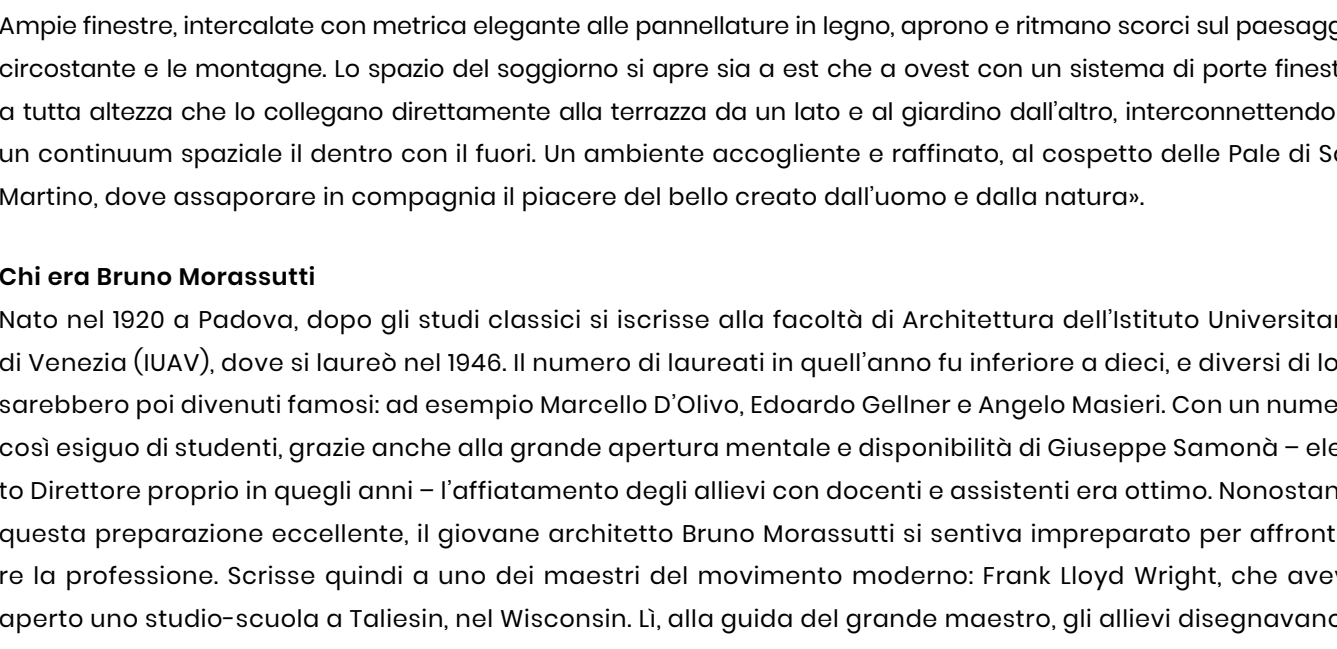 Ampie finestre, intercalate con metrica elegante alle pannellature in legno, aprono e ritmano scorci sul paesagg
circostante e le montagne. Lo spazio del soggiorno si apre sia a est che a ovest con un sistema di porte finest
a tutta altezza che lo collegano direttamente alla terrazza da un lato e al giardino dall’altro, interconnettendo
un continuum spaziale il dentro con il fuori. Un ambiente accogliente e raffinato, al cospetto delle Pale di Sa
Martino, dove assaporare in compagnia il piacere del bello creato dall’uomo e dalla natura».
Chi era Bruno Morassutti
Nato nel 1920 a Padova, dopo gli studi classici si iscrisse alla facoltà di Architettura dell’Istituto Universitar
di Venezia (IUAV), dove si laureò nel 1946. Il numero di laureati in quell’anno fu inferiore a dieci, e diversi di lo
sarebbero poi divenuti famosi: ad esempio Marcello D’Olivo, Edoardo Gellner e Angelo Masieri. Con un nume
così esiguo di studenti, grazie anche alla grande apertura mentale e disponibilità di Giuseppe Samonà – ele
to Direttore proprio in quegli anni – l’affiatamento degli allievi con docenti e assistenti era ottimo. Nonostan
questa preparazione eccellente, il giovane architetto Bruno Morassutti si sentiva impreparato per affront
re la professione. Scrisse quindi a uno dei maestri del movimento moderno: Frank Lloyd Wright, che avev
aperto uno studio-scuola a Taliesin, nel Wisconsin. Lì, alla guida del grande maestro, gli allievi disegnavano